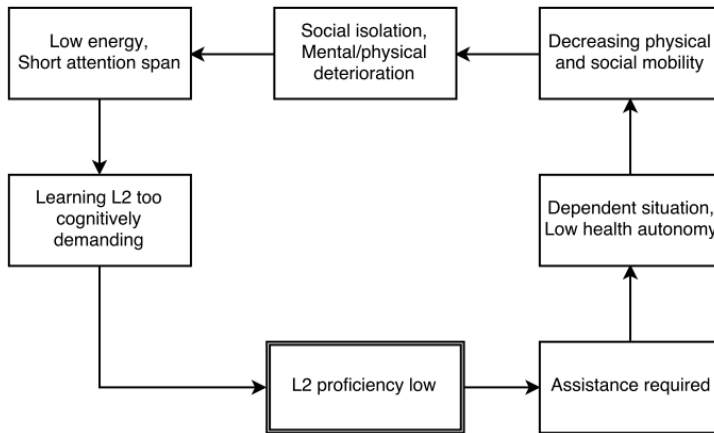 Low energy,
Short attention span
Social isolation,
Mental/physical
deterioration
Decreasing physical
and social mobility
Learning L2 too
cognitively
demanding
Dependent situation,
Low health autonomy
L2 proficiency low
Assistance required